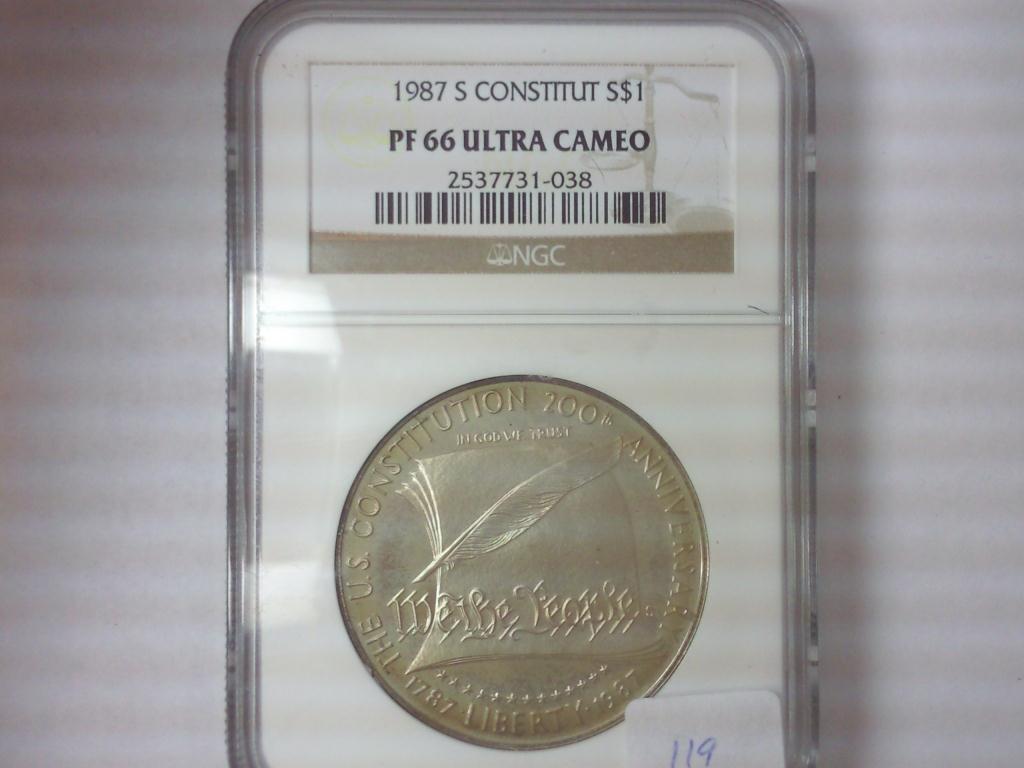 1987 S CONSTITUT S$1
PF 66 ULTRA CAMEO
2537731-038
NGC
THE U.S. CONSTITUTION 200th ANNIVERSARY
IN GOD WE TRUST
We the People
S
1787 LIBERTY 1987
119